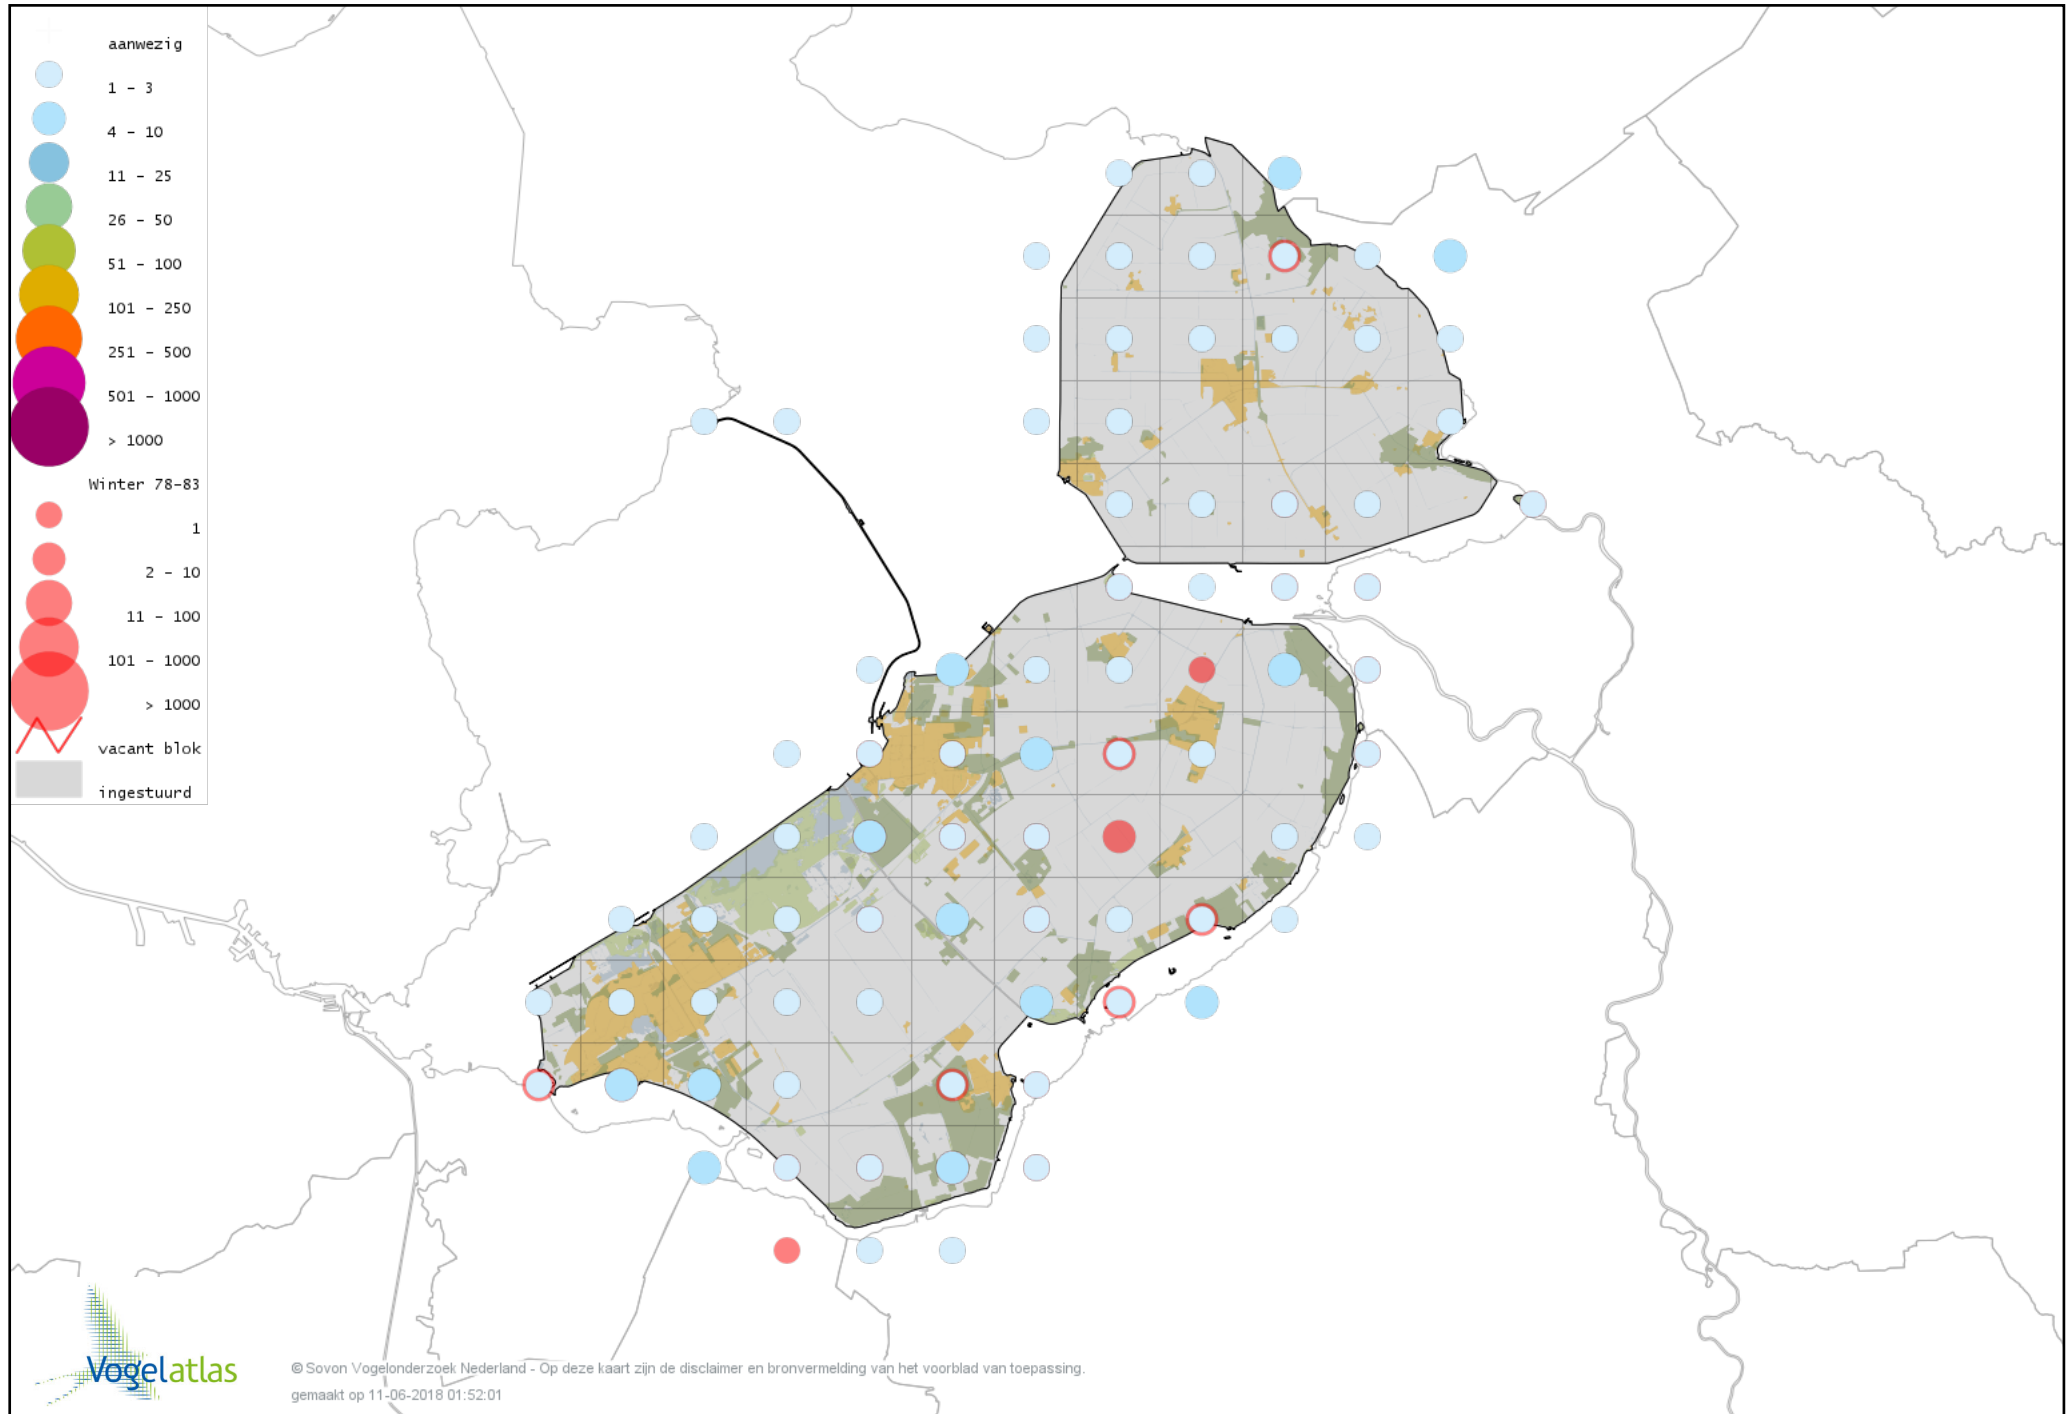 aanwezig
1 - 3
4 - 10
11 - 25
26 - 50
51 - 100
101 - 250
251 - 500
501 - 1000
> 1000
Winter 78-83
1
2 - 10
11 - 100
101 - 1000
> 1000
vacant blok
ingestuurd
Vogelatlas
© Sovon Vogelonderzoek Nederland - Op deze kaart zijn de disclaimer en bronvermelding van het voorblad van toepassing.
gemaakt op 11-06-2018 01:52:01